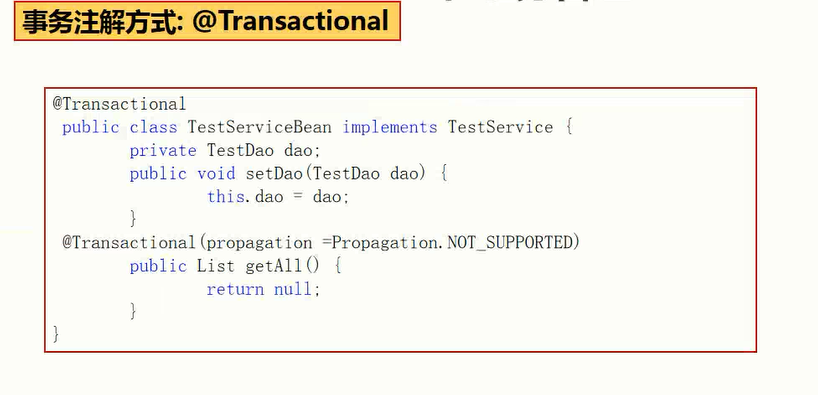 事务注解方式: @Transactional
@Transactional
public class TestServiceBean implements TestService {
private TestDao dao;
public void setDao(TestDao dao) {
this.dao = dao;
}
@Transactional(propagation =Propagation.NOT_SUPPORTED)
public List getAll() {
return null;
}
}